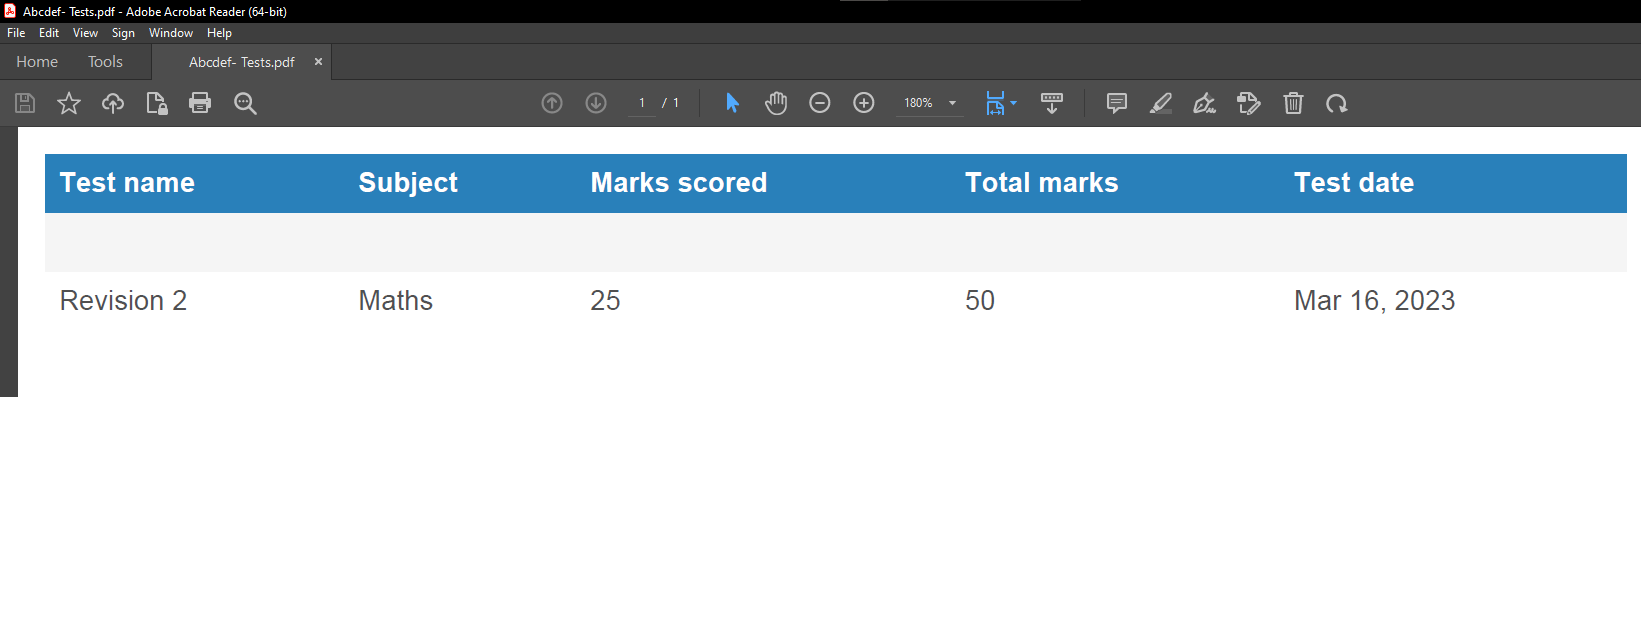 Abcdef- Tests.pdf - Adobe Acrobat Reader (64-bit)
File Edit View Sign Window Help
Home Tools Abcdef- Tests.pdf ×
1 / 1 180%
Test name Subject Marks scored Total marks Test date
Revision 2 Maths 25 50 Mar 16, 2023